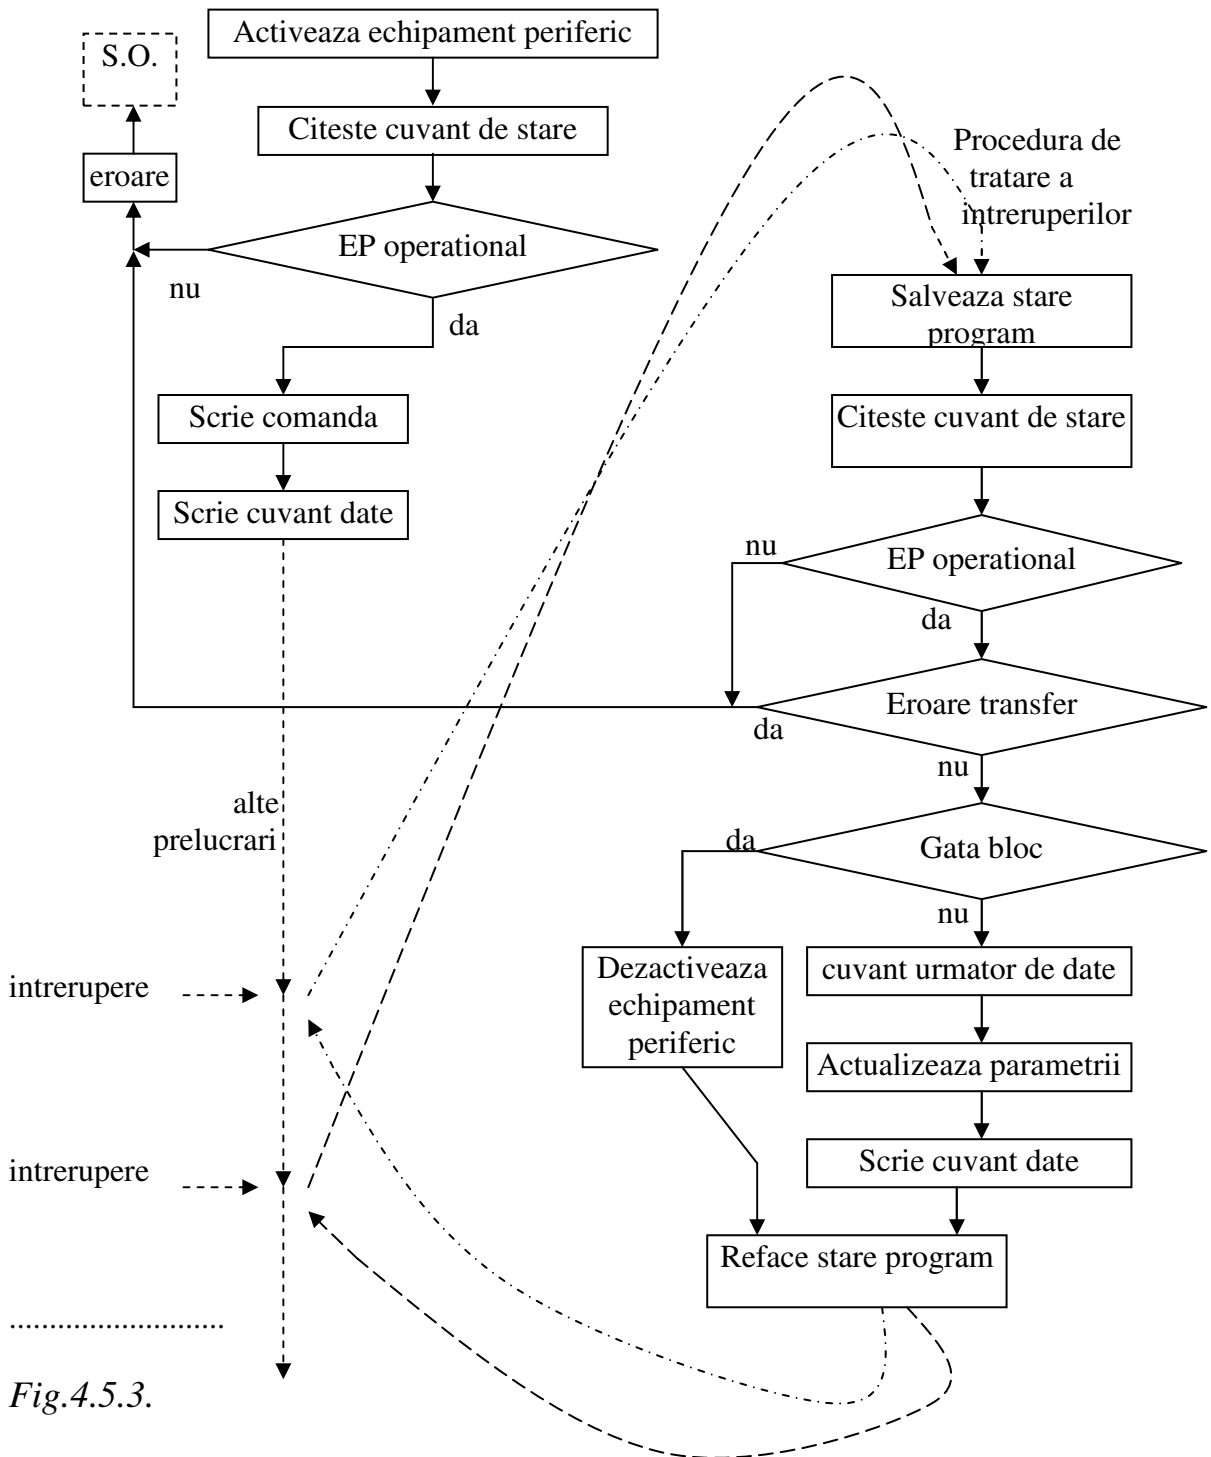 Activeaza echipament periferic
S.O.
Citeste cuvant de stare
eroare
EP operational
nu
da
Scrie comanda
Scrie cuvant date
alte
prelucrari
intrerupere
intrerupere
Procedura de
tratare a
intreruperilor
Salveaza stare
program
Citeste cuvant de stare
EP operational
nu
da
Eroare transfer
da
nu
Gata bloc
da
nu
Dezactiveaza
echipament
periferic
cuvant urmator de date
Actualizeaza parametrii
Scrie cuvant date
Reface stare program
...........................
Fig.4.5.3.